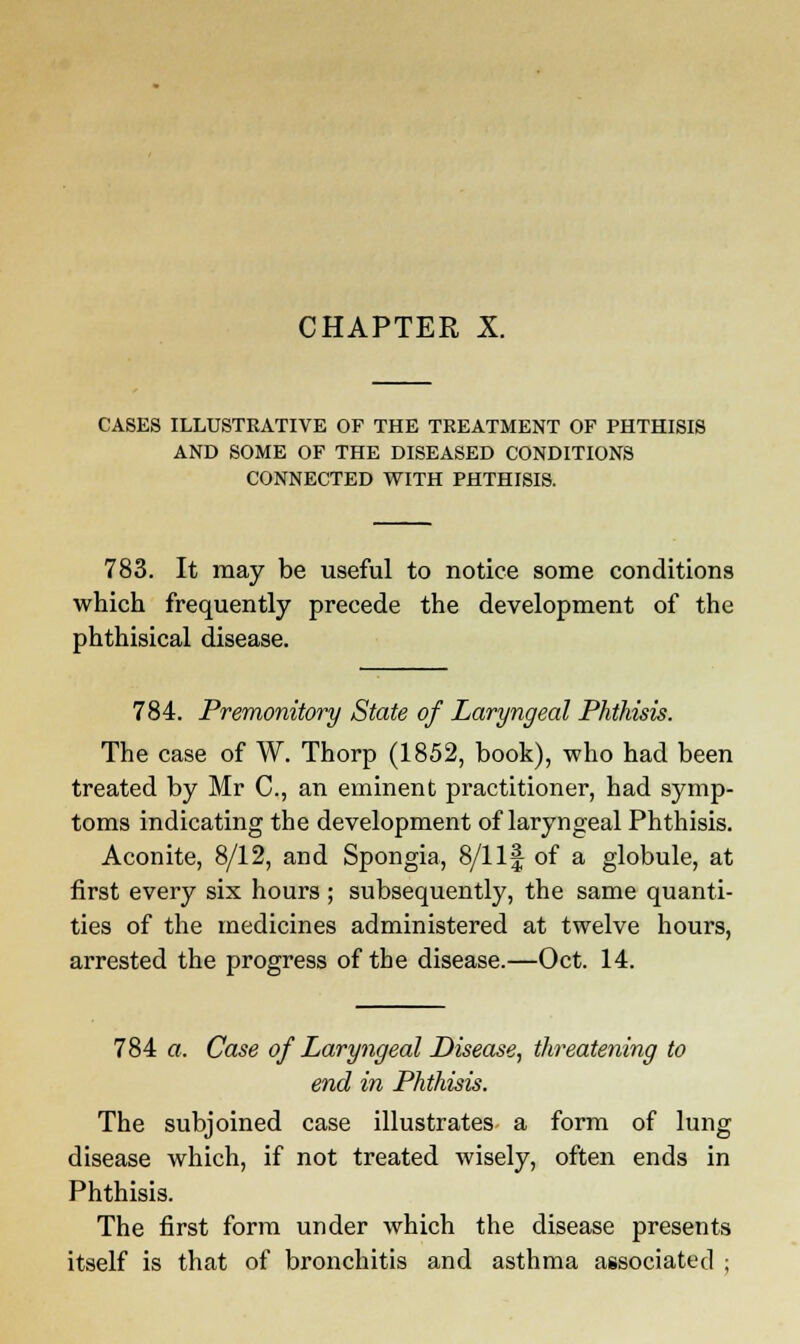 CHAPTER X.
CASES ILLUSTRATIVE OF THE TREATMENT OF PHTHISIS
AND SOME OF THE DISEASED CONDITIONS
CONNECTED WITH PHTHISIS.
783. It may be useful to notice some conditions
which frequently precede the development of the
phthisical disease.
784. Premonitory State of Laryngeal Phthisis.
The case of W. Thorp (1852, book), who had been
treated by Mr C., an eminent practitioner, had symp-
toms indicating the development of laryngeal Phthisis.
Aconite, 8/12, and Spongia, 8/11¾ of a globule, at
first every six hours ; subsequently, the same quanti-
ties of the medicines administered at twelve hours,
arrested the progress of the disease.—Oct. 14.
784 a. Case of Laryngeal Disease, threatening to
end in Phthisis.
The subjoined case illustrates a form of lung
disease which, if not treated wisely, often ends in
Phthisis.
The first form under which the disease presents
itself is that of bronchitis and asthma associated ;